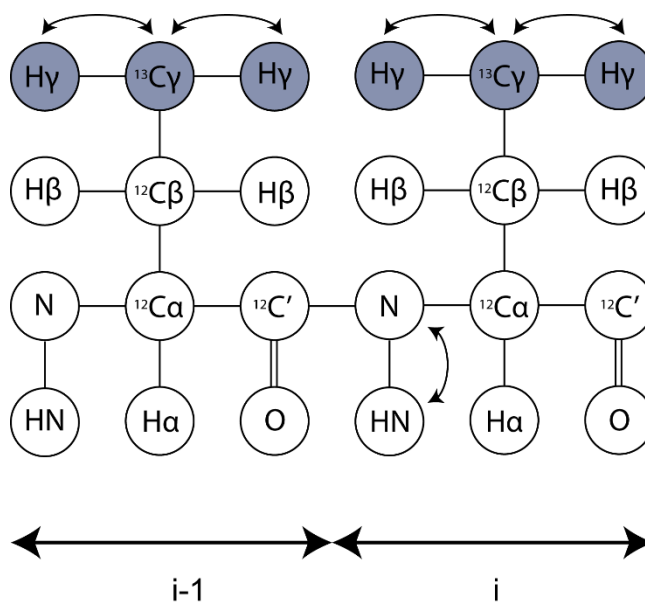 Hγ ¹³Cγ Hγ Hγ ¹³Cγ Hγ
Hβ ¹²Cβ Hβ Hβ ¹²Cβ Hβ
N ¹²Cα ¹²C′ N ¹²Cα ¹²C′
HN Hα O HN Hα O
i-1 i